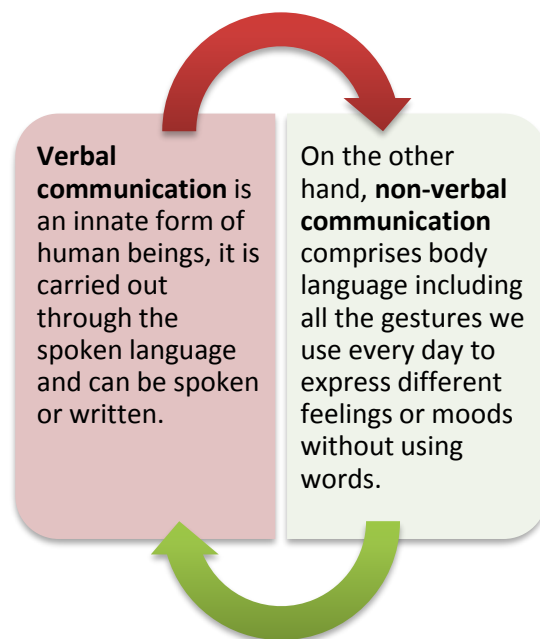 Verbal
communication is
an innate form of
human beings, it is
carried out
through the
spoken language
and can be spoken
or written.
On the other
hand, non-verbal
communication
comprises body
language including
all the gestures we
use every day to
express different
feelings or moods
without using
words.